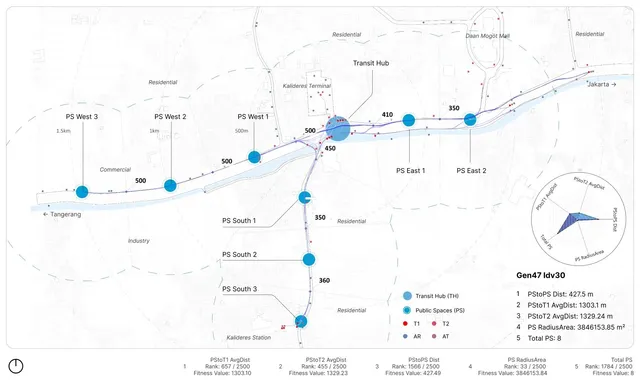 Residential
Residential
Dean Mogot Mall
Transit Hub
Residential
Kalideres Terminal
Jakarta →
PS West 3
PS West 2
PS West 1
1.5km
1km
500m
500
410
350
450
500
Commercial
500
PS East 1
PS East 2
← Tangerang
PS South 1
350
Residential
Industry
PS South 2
360
PS South 3
Residential
Kalideres Station
Transit Hub (TH)
Public Spaces (PS)
T1
T2
AR
AT
PStoT2 AvgDist
PStoT1 AvgDist
PStoPS Dist
Total PS
PS RadiusArea
Gen47 Idv30
1 PStoPS Dist: 427.5 m
2 PStoT1 AvgDist: 1303.1 m
3 PStoT2 AvgDist: 1329.24 m
4 PS RadiusArea: 3846153.85 m²
5 Total PS: 8
PStoT1 AvgDist
1 Rank: 657 / 2500
Fitness Value: 1303.10
PStoT2 AvgDist
2 Rank: 455 / 2500
Fitness Value: 1329.23
PStoPS Dist
3 Rank: 1566 / 2500
Fitness Value: 427.49
PS RadiusArea
4 Rank: 33 / 2500
Fitness Value: 3846153.84
Total PS
5 Rank: 1784 / 2500
Fitness Value: 8